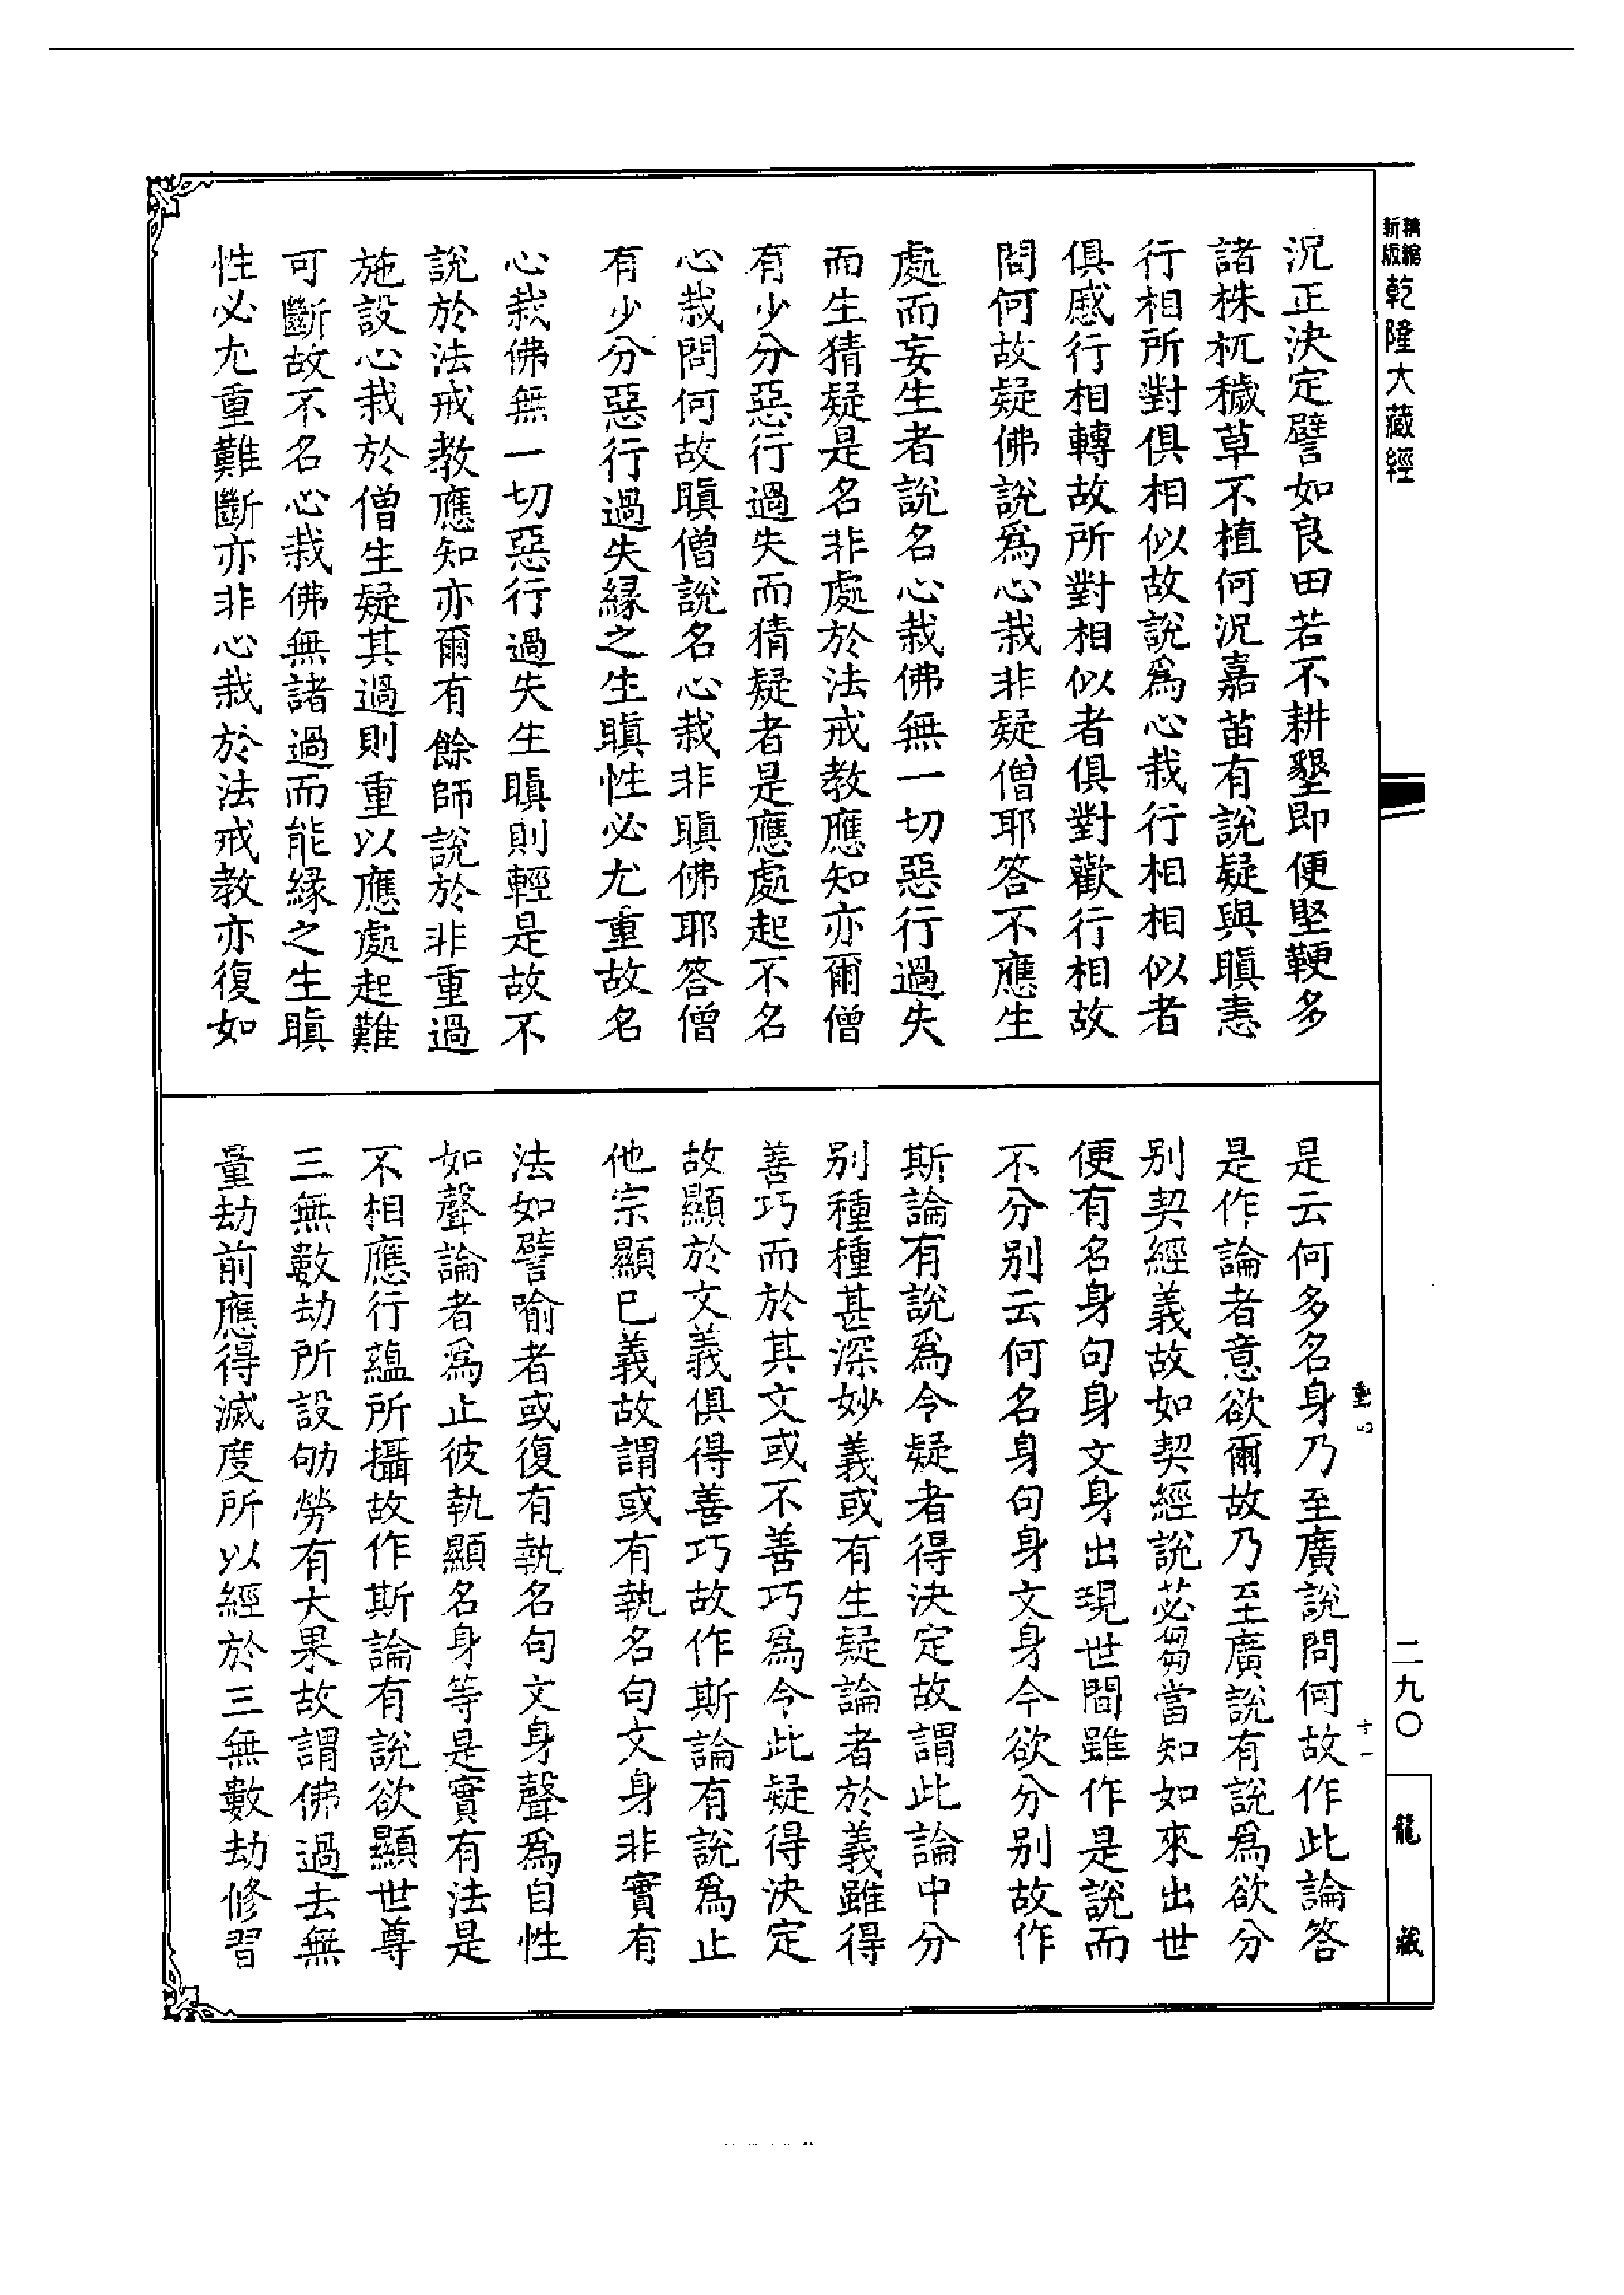 新編
縮版
乾隆大藏經
況正決定譬如良田若不耕墾即便堅鞕多
諸株杌穢草不植何況嘉苗有說疑與瞋恚
行相所對俱相似故說爲心栽行相相似者
俱慼行相轉故所對相似者俱對歡行相故
問何故疑佛說爲心栽非疑僧耶答不應生
處而妄生者說名心栽佛無一切惡行過失
而生猜疑是名非處於法戒教應知亦爾僧
有少分惡行過失而猜疑者是應處起不名
心栽問何故瞋僧說名心栽非瞋佛耶答僧
有少分惡行過失緣之生瞋性必尤重故名
心栽佛無一切惡行過失生瞋則輕是故不
說於法戒教應知亦爾有餘師說於非重過
施設心栽於僧生疑其過則重以應處起難
可斷故不名心栽佛無諸過而能緣之生瞋
性必尤重難斷亦非心栽於法戒教亦復如
是云何多名身乃至廣說問何故作此論答
是作論者意欲爾故乃至廣說有說爲欲分
别契經義故如契經說苾芻當知如來出世
便有名身句身文身出現世間雖作是說而
不分别云何名身句身文身今欲分别故作
斯論有說爲令疑者得決定故謂此論中分
别種種甚深妙義或有生疑論者於義雖得
善巧而於其文或不善巧爲令此疑得決定
故顯於文義俱得善巧故作斯論有說爲止
他宗顯已義故謂或有執名句文身非實有
法如譬喻者或復有執名句文身聲爲自性
如聲論者爲止彼執顯名身等是實有法是
不相應行蘊所攝故作斯論有說欲顯世尊
三無數劫所設劬勞有大果故謂佛過去無
量劫前應得滅度所以經於三無數劫修習
十一
二九〇
龍藏